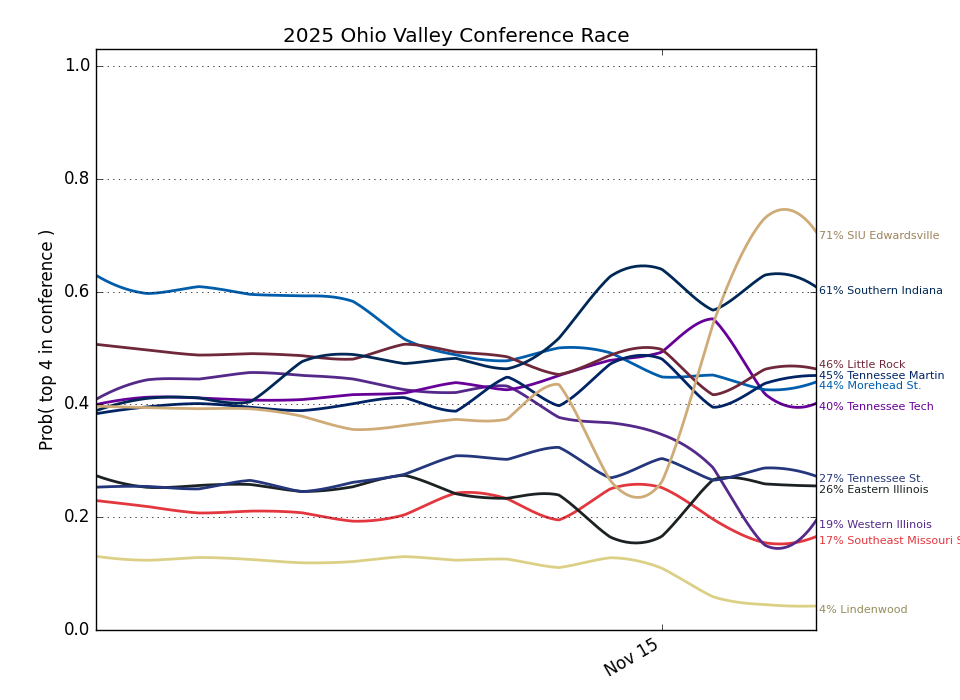 2025 Ohio Valley Conference Race
Prob( top 4 in conference )
1.0
0.8
0.6
0.4
0.2
0.0
Nov 15
71% SIU Edwardsville
61% Southern Indiana
46% Little Rock
45% Tennessee Martin
44% Morehead St.
40% Tennessee Tech
27% Tennessee St.
26% Eastern Illinois
19% Western Illinois
17% Southeast Missouri S
4% Lindenwood